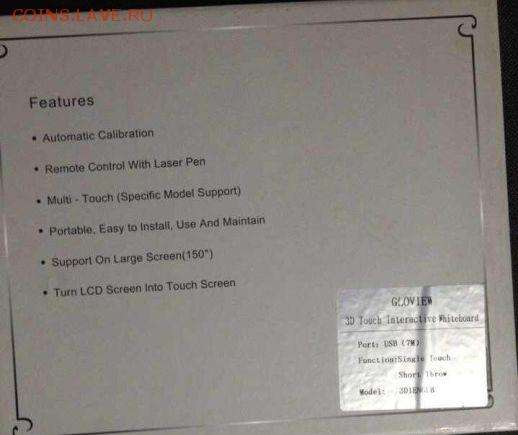 COINS.LAVE.RU
Features
• Automatic Calibration
• Remote Control With Laser Pen
• Multi - Touch (Specific Model Support)
• Portable, Easy to Install, Use And Maintain
• Support On Large Screen(150")
• Turn LCD Screen Into Touch Screen
GLOVIEW
3D Touch Interactive Whiteboard
Port: USB (7M)
Function:Single Touch
Short Throw
Model: